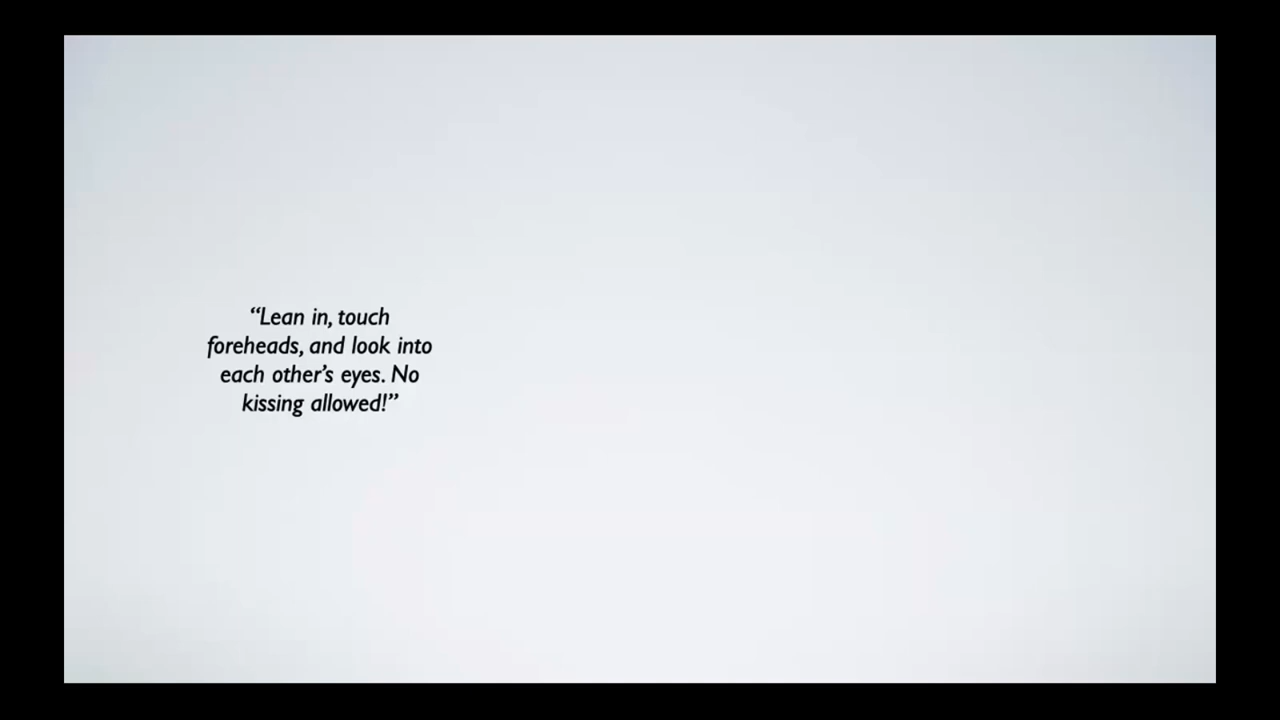 “Lean in, touch
foreheads, and look into
each other’s eyes. No
kissing allowed!”